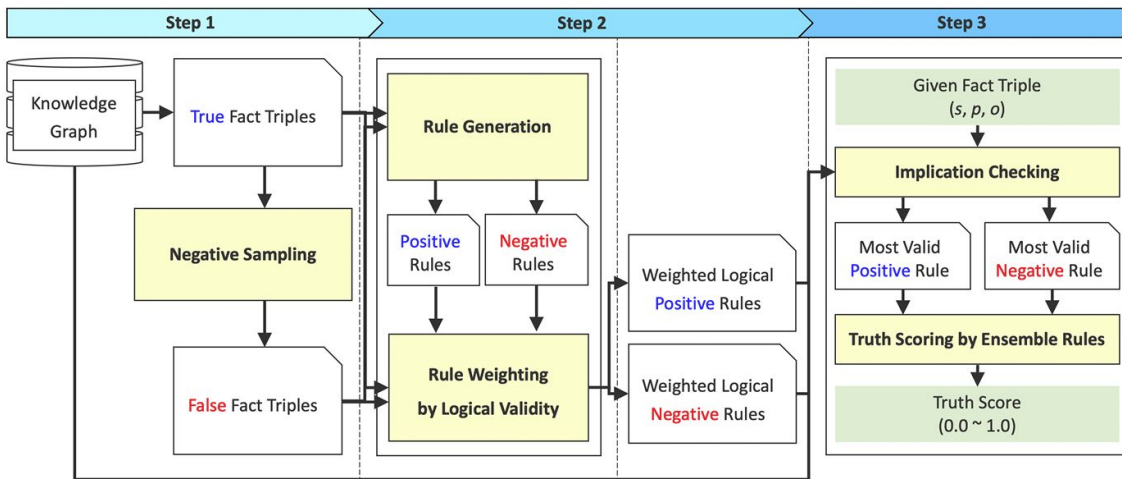 Step 1
Step 2
Step 3
Knowledge
Graph
True Fact Triples
Negative Sampling
False Fact Triples
Rule Generation
Positive
Rules
Negative
Rules
Rule Weighting
by Logical Validity
Weighted Logical
Positive Rules
Weighted Logical
Negative Rules
Given Fact Triple
(s, p, o)
Implication Checking
Most Valid
Positive Rule
Most Valid
Negative Rule
Truth Scoring by Ensemble Rules
Truth Score
(0.0 ~ 1.0)